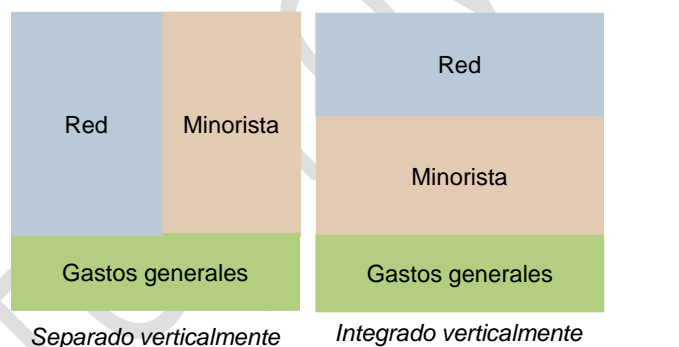 Red
Minorista
Gastos generales
Separado verticalmente
Red
Minorista
Gastos generales
Integrado verticalmente